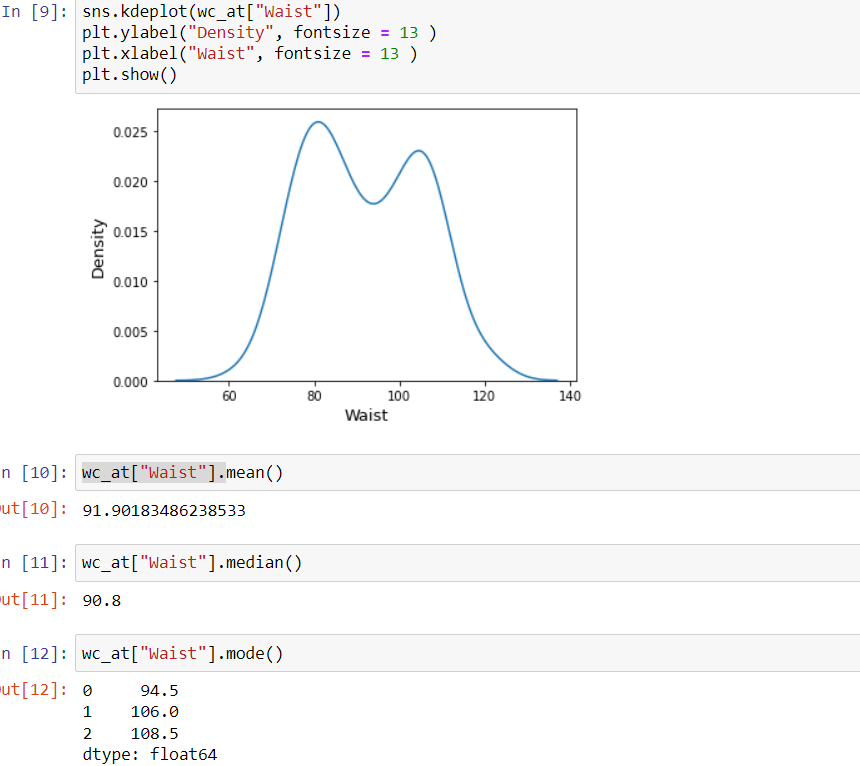 In [9]: sns.kdeplot(wc_at["Waist"])
plt.ylabel("Density", fontsize = 13 )
plt.xlabel("Waist", fontsize = 13 )
plt.show()
0.025
0.020
0.015
0.010
0.005
0.000
Density
60 80 100 120 140
Waist
n [10]: wc_at["Waist"].mean()
ut[10]: 91.90183486238533
n [11]: wc_at["Waist"].median()
ut[11]: 90.8
n [12]: wc_at["Waist"].mode()
ut[12]: 0 94.5
1 106.0
2 108.5
dtype: float64